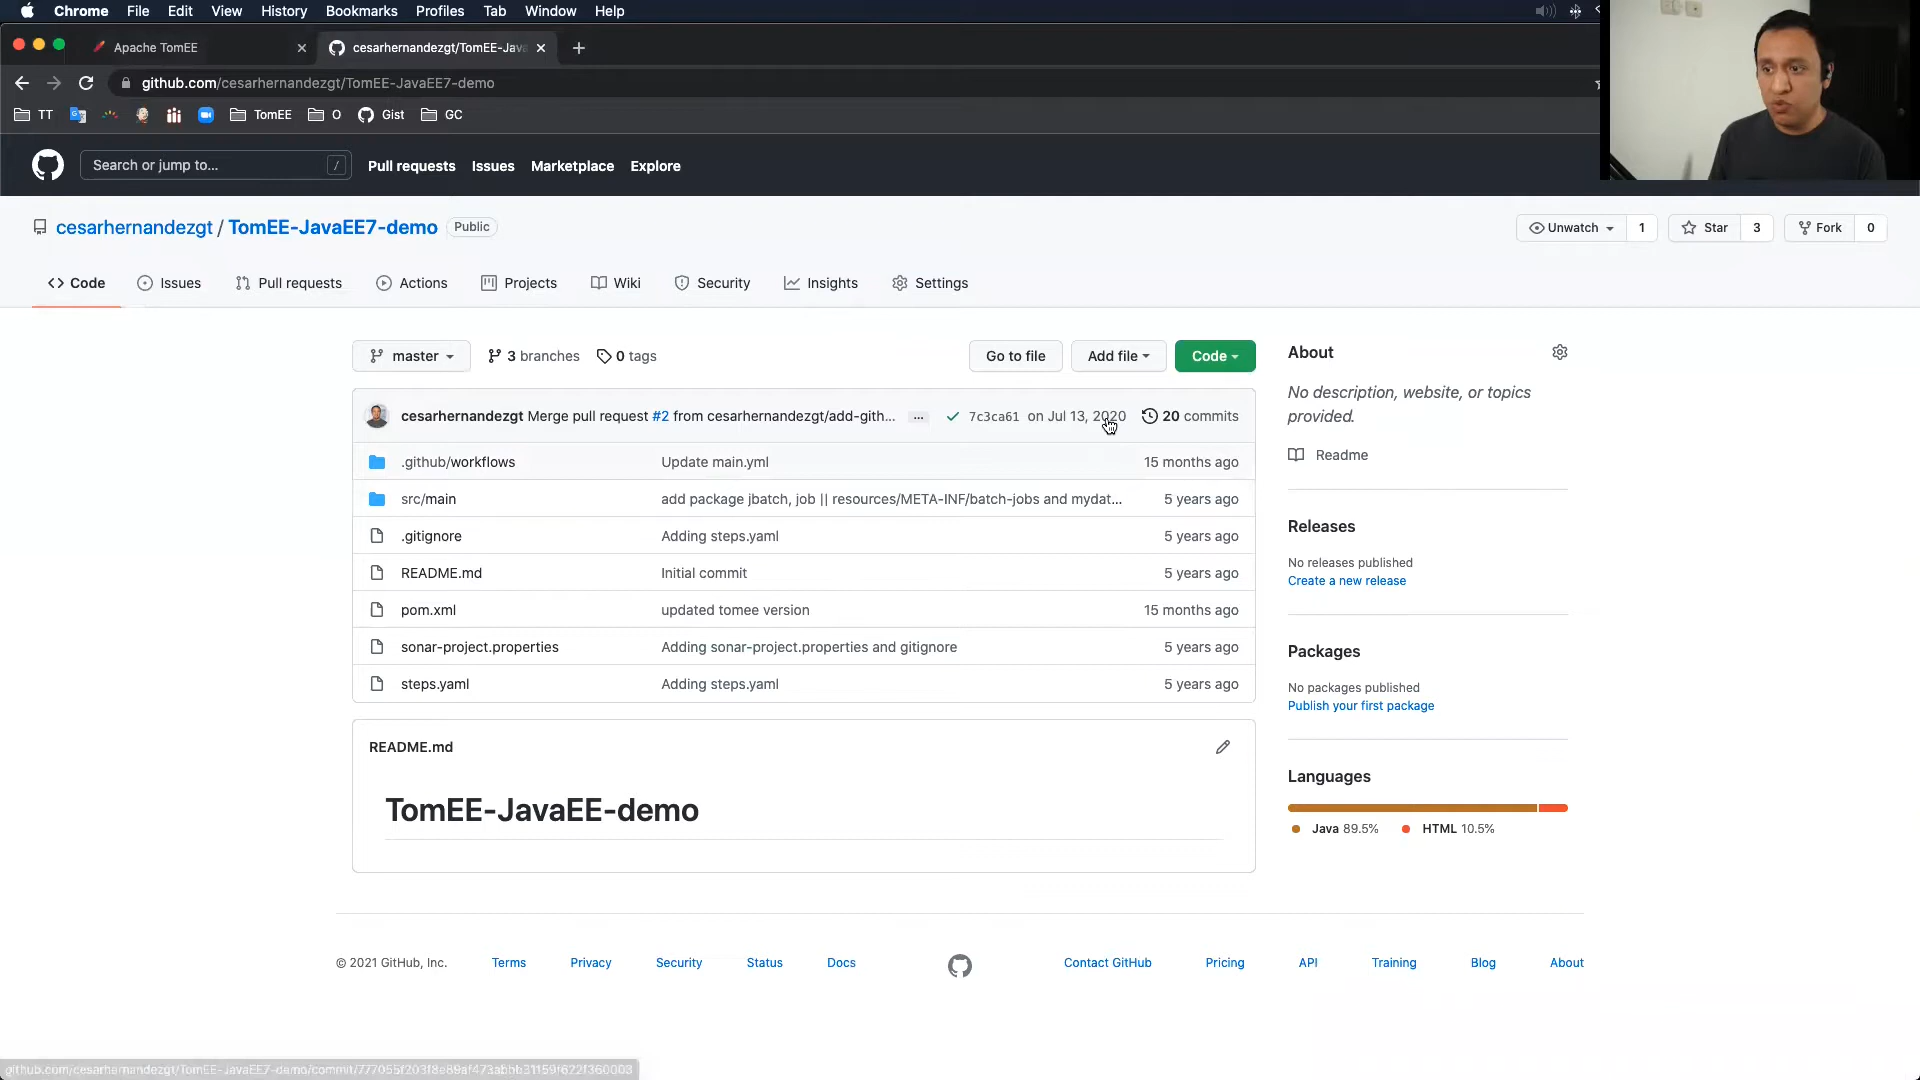 Chrome File Edit View History Bookmarks Profiles Tab Window Help
Apache TomEE
cesarhernandezgt/TomEE-Jav
github.com/cesarhernandezgt/TomEE-JavaEE7-demo
TT TomEE O Gist GC
Search or jump to... / Pull requests Issues Marketplace Explore
cesarhernandezgt / TomEE-JavaEE7-demo Public
Unwatch 1 Star 3 Fork 0
Code Issues Pull requests Actions Projects Wiki Security Insights Settings
master 3 branches 0 tags Go to file Add file Code
cesarhernandezgt Merge pull request #2 from cesarhernandezgt/add-gith... ... 7c3ca61 on Jul 13, 2020 20 commits
.github/workflows Update main.yml 15 months ago
src/main add package jbatch, job || resources/META-INF/batch-jobs and mydat... 5 years ago
.gitignore Adding steps.yaml 5 years ago
README.md Initial commit 5 years ago
pom.xml updated tomee version 15 months ago
sonar-project.properties Adding sonar-project.properties and gitignore 5 years ago
steps.yaml Adding steps.yaml 5 years ago
README.md
TomEE-JavaEE-demo
About
No description, website, or topics
provided.
Readme
Releases
No releases published
Create a new release
Packages
No packages published
Publish your first package
Languages
Java 89.5% HTML 10.5%
© 2021 GitHub, Inc. Terms Privacy Security Status Docs Contact GitHub Pricing API Training Blog About